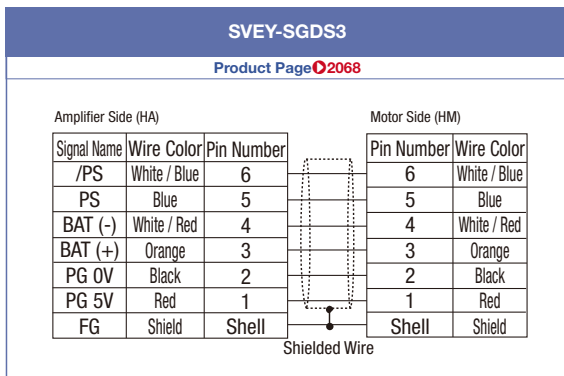 SVEY-SGDS3
Product Page 2068
Amplifier Side (HA) Motor Side (HM)
Signal Name Wire Color Pin Number Pin Number Wire Color
/PS White / Blue 6 6 White / Blue
PS Blue 5 5 Blue
BAT (-) White / Red 4 4 White / Red
BAT (+) Orange 3 3 Orange
PG 0V Black 2 2 Black
PG 5V Red 1 1 Red
FG Shield Shell Shell Shield
Shielded Wire